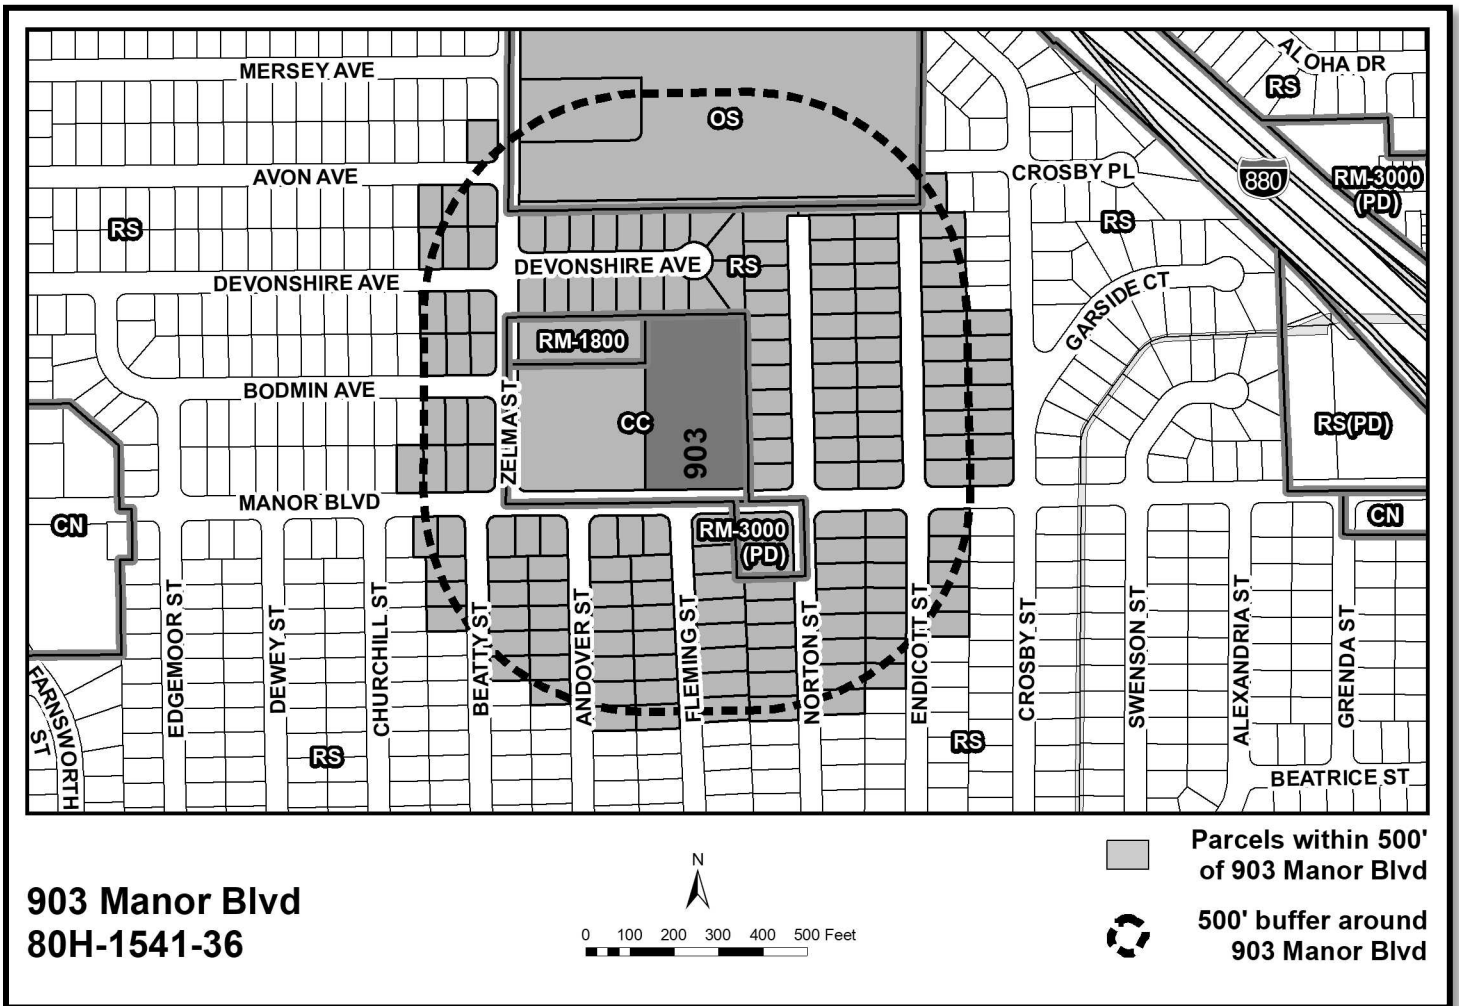 MERSEY AVE
ALOHA DR
RS
OS
AVON AVE
CROSBY PL
880
RM-3000
(PD)
RS
RS
DEVONSHIRE AVE
RS
DEVONSHIRE AVE
GARSIDE CT
RM-1800
BODMIN AVE
ZELMA ST
CC
903
RS(PD)
MANOR BLVD
CN
RM-3000
(PD)
CN
EDGEMOOR ST
DEWEY ST
CHURCHILL ST
BEATTY ST
ANDOVER ST
FLEMING ST
NORTON ST
ENDICOTT ST
CROSBY ST
SWENSON ST
ALEXANDRIA ST
GRENDA ST
FARNSWORTH
ST
RS
RS
BEATRICE ST
903 Manor Blvd
80H-1541-36
N
0 100 200 300 400 500 Feet
Parcels within 500'
of 903 Manor Blvd
500' buffer around
903 Manor Blvd